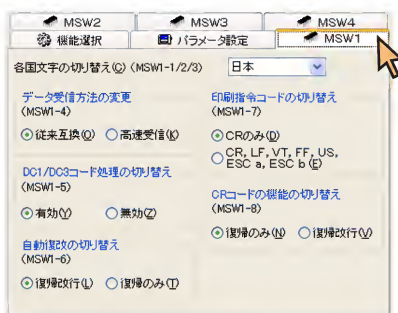 MSW2 MSW3 MSW4
機能選択 パラメータ設定 MSW1
各国文字の切り替え(C) (MSW-1/2/3) 日本
データ受信方法の変更
(MSW1-4)
従来互換(O) 高速受信(K)
DC1/DC3コード処理の切り替え
(MSW1-5)
有効(Y) 無効(Z)
自動復改の切り替え
(MSW1-6)
復帰改行(L) 復帰のみ(T)
印刷指令コードの切り替え
(MSW1-7)
CRのみ(D)
CR, LF, VT, FF, US,
ESC a, ESC b (E)
CRコードの機能の切り替え
(MSW1-8)
復帰のみ(N) 復帰改行(V)